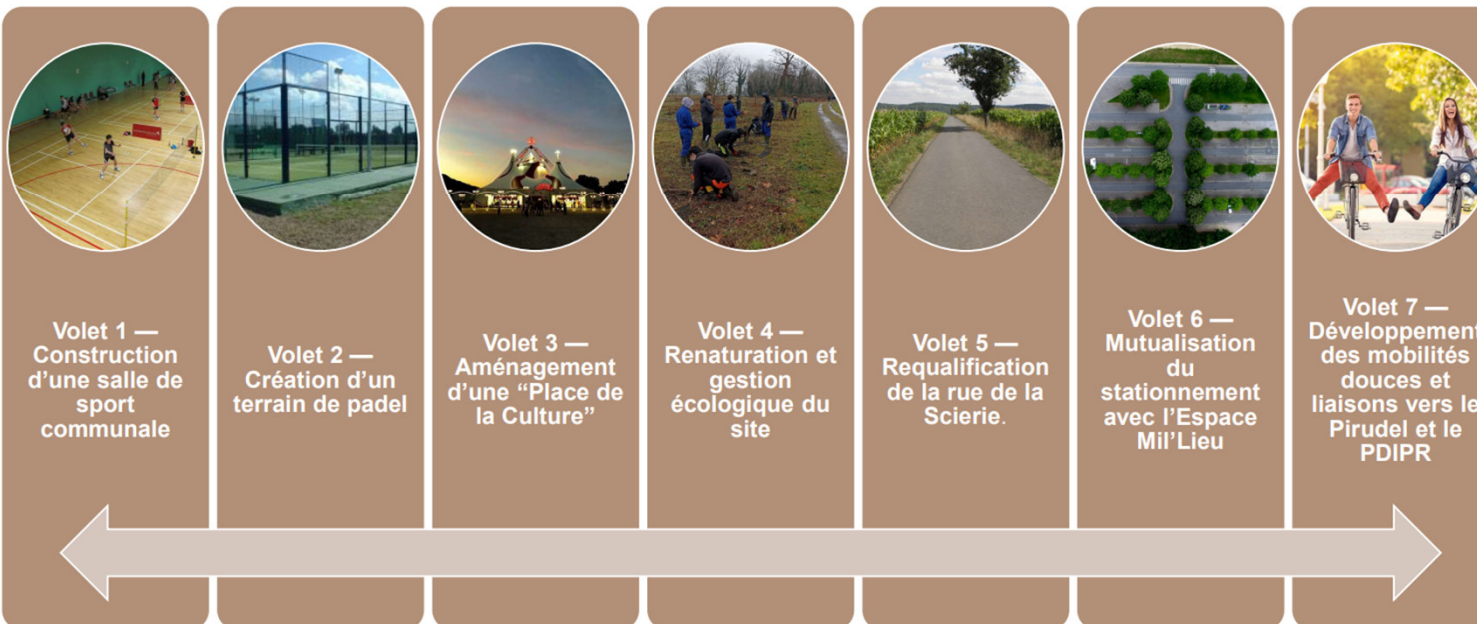 Volet 1 —
Construction
d’une salle de
sport
communale
Volet 2 —
Création d’un
terrain de padel
Volet 3 —
Aménagement
d’une “Place de
la Culture”
Volet 4 —
Renaturation et
gestion
écologique du
site
Volet 5 —
Requalification
de la rue de la
Scierie.
Volet 6 —
Mutualisation
du
stationnement
avec l’Espace
Mil’Lieu
Volet 7 —
Développement
des mobilités
douces et
liaisons vers le
Pirudel et le
PDIPR